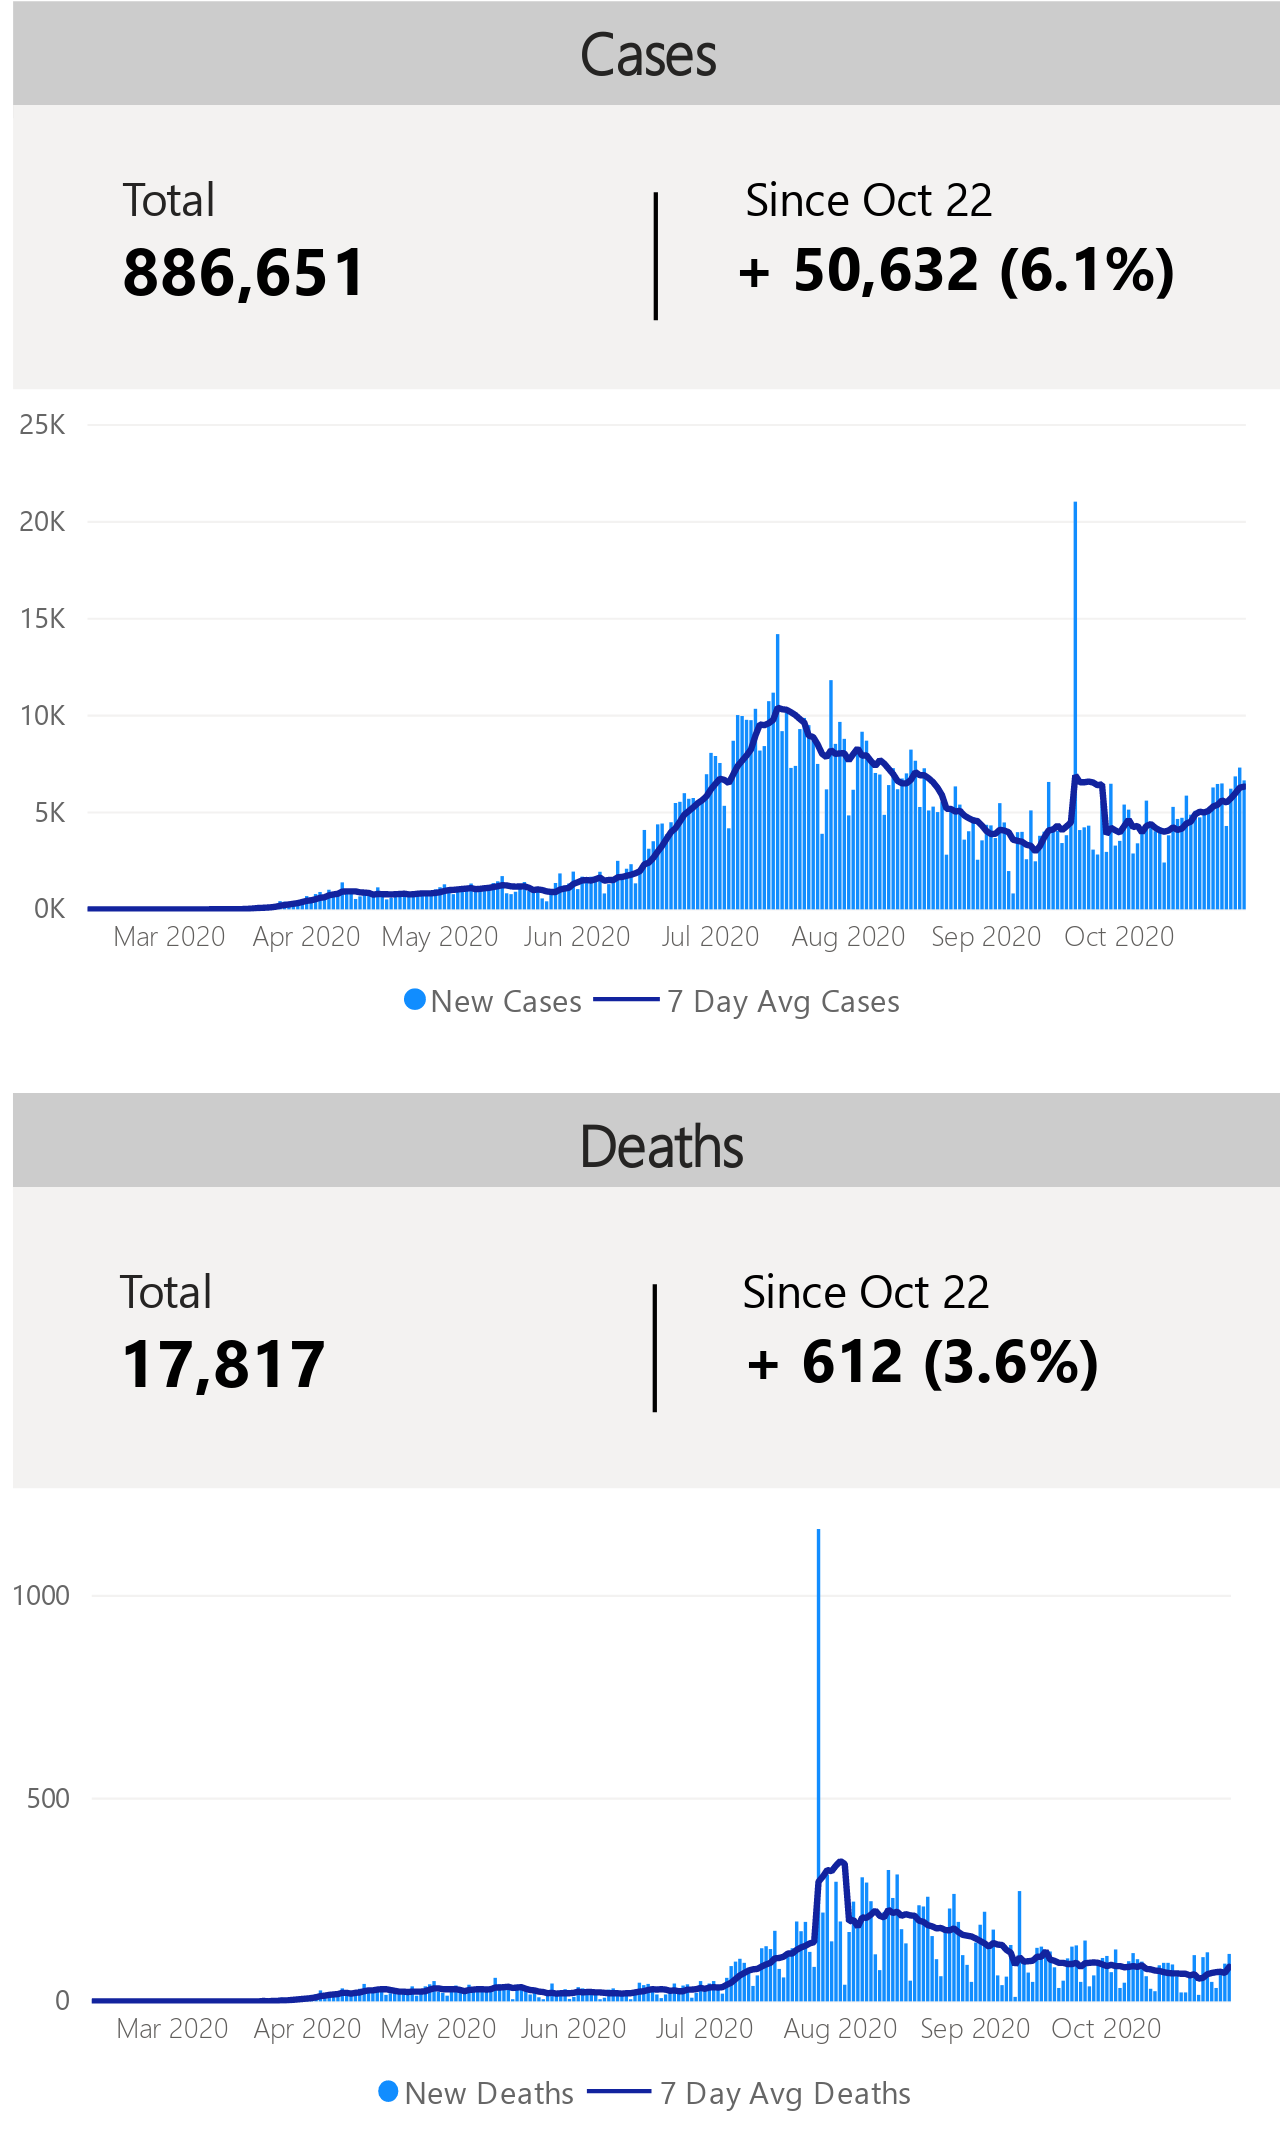 Cases
Total
Since Oct 22
886,651
+ 50,632 (6.1%)
25K
20K
15K
10K
5K
0K
Mar 2020 Apr 2020 May 2020 Jun 2020 Jul 2020 Aug 2020 Sep 2020 Oct 2020
New Cases 7 Day Avg Cases
Deaths
Total
Since Oct 22
17,817
+ 612 (3.6%)
1000
500
0
Mar 2020 Apr 2020 May 2020 Jun 2020 Jul 2020 Aug 2020 Sep 2020 Oct 2020
New Deaths 7 Day Avg Deaths